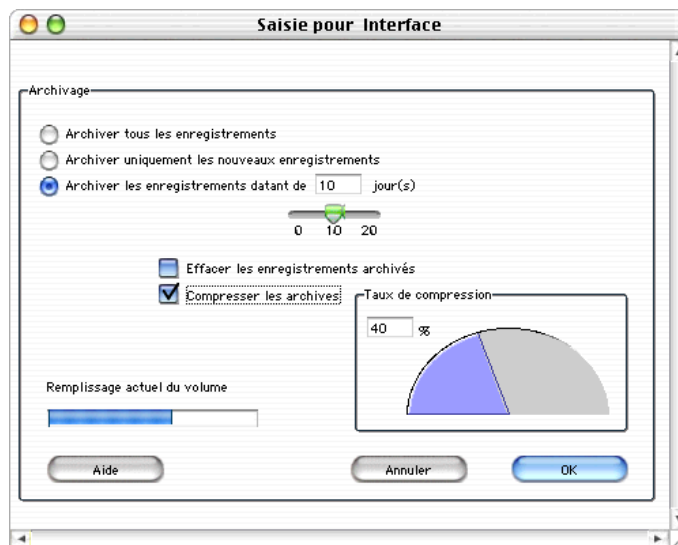 Saisie pour Interface
Archivage
Archiver tous les enregistrements
Archiver uniquement les nouveaux enregistrements
Archiver les enregistrements datant de 10 jour(s)
0 10 20
Effacer les enregistrements archivés
Compresser les archives
Taux de compression
40 %
Remplissage actuel du volume
Aide Annuler OK